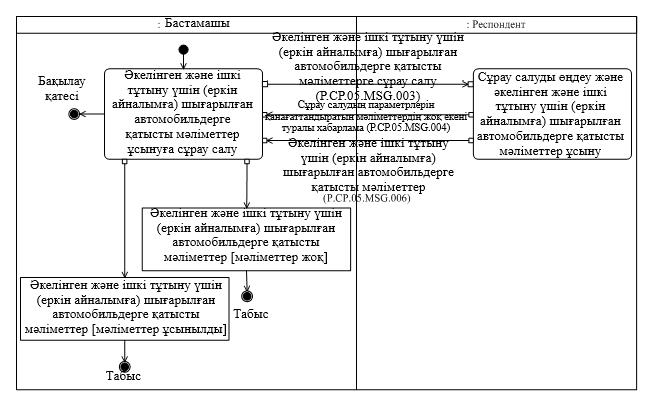 : Бастамашы
: Респондент
Әкелінген және ішкі
тұтыну үшін (еркін
айналымға) шығарылған
автомобильдерге
қатысты мәліметтер
ұсынуға сұрау салу
Бақылау
қатесі
Әкелінген және ішкі тұтыну үшін
(еркін айналымға) шығарылған
автомобильдерге қатысты
мәліметтерге сұрау салу
(P.CP.05.MSG.003)
Сұрау салудың параметрлерін
қанағаттандыратын мәліметтердің жоқ екені
туралы хабарлама (P.CP.05.MSG.004)
Әкелінген және ішкі тұтыну
үшін (еркін айналымға)
шығарылған автомобильдерге
қатысты мәліметтер
(P.CP.05.MSG.006)
Сұрау салуды өңдеу және
әкелінген және ішкі
тұтыну үшін (еркін
айналымға) шығарылған
автомобильдерге қатысты
мәліметтер ұсыну
Әкелінген және ішкі тұтыну үшін
(еркін айналымға) шығарылған
автомобильдерге қатысты
мәліметтер [мәліметтер жоқ]
Табыс
Әкелінген және ішкі тұтыну үшін
(еркін айналымға) шығарылған
автомобильдерге қатысты
мәліметтер [мәліметтер ұсынылды]
Табыс